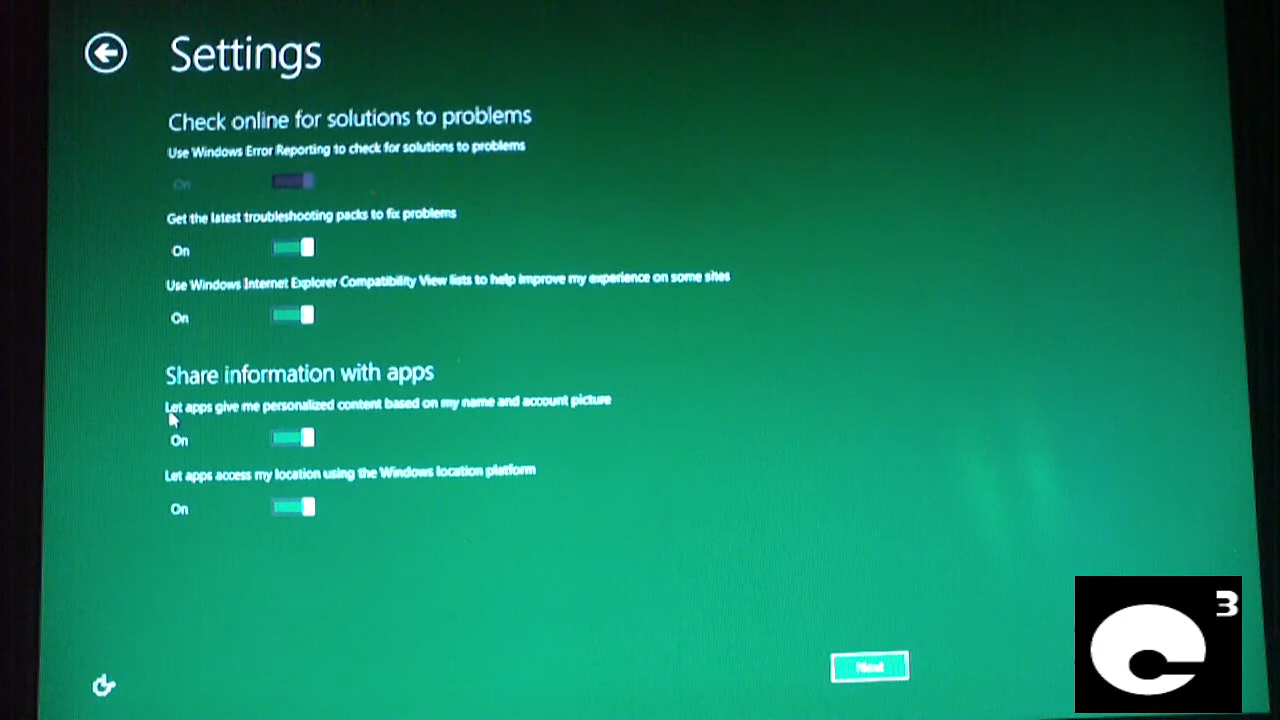 Settings
Check online for solutions to problems
Use Windows Error Reporting to check for solutions to problems
On
Get the latest troubleshooting packs to fix problems
On
Use Windows Internet Explorer Compatibility View lists to help improve my experience on some sites
On
Share information with apps
Let apps give me personalized content based on my name and account picture
On
Let apps access my location using the Windows location platform
On
Next
3